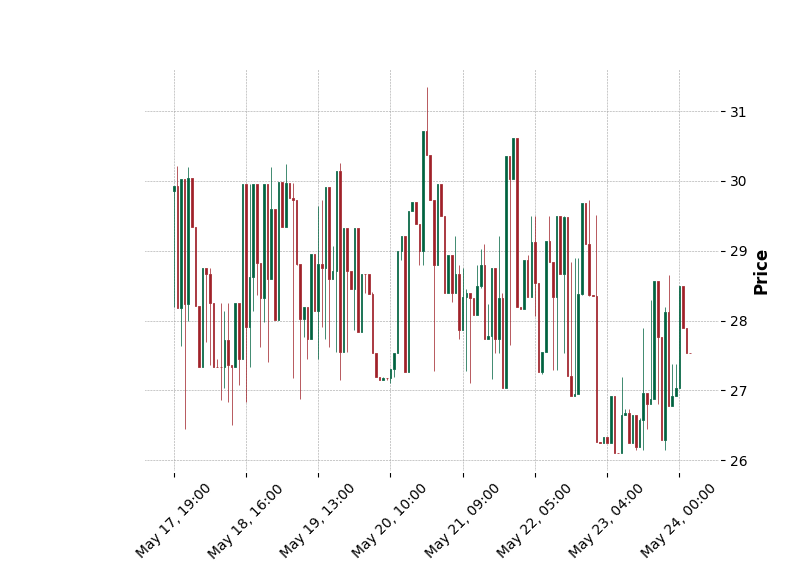 31
30
29
28
27
26
Price
May 17, 19:00
May 18, 16:00
May 19, 13:00
May 20, 10:00
May 21, 09:00
May 22, 05:00
May 23, 04:00
May 24, 00:00